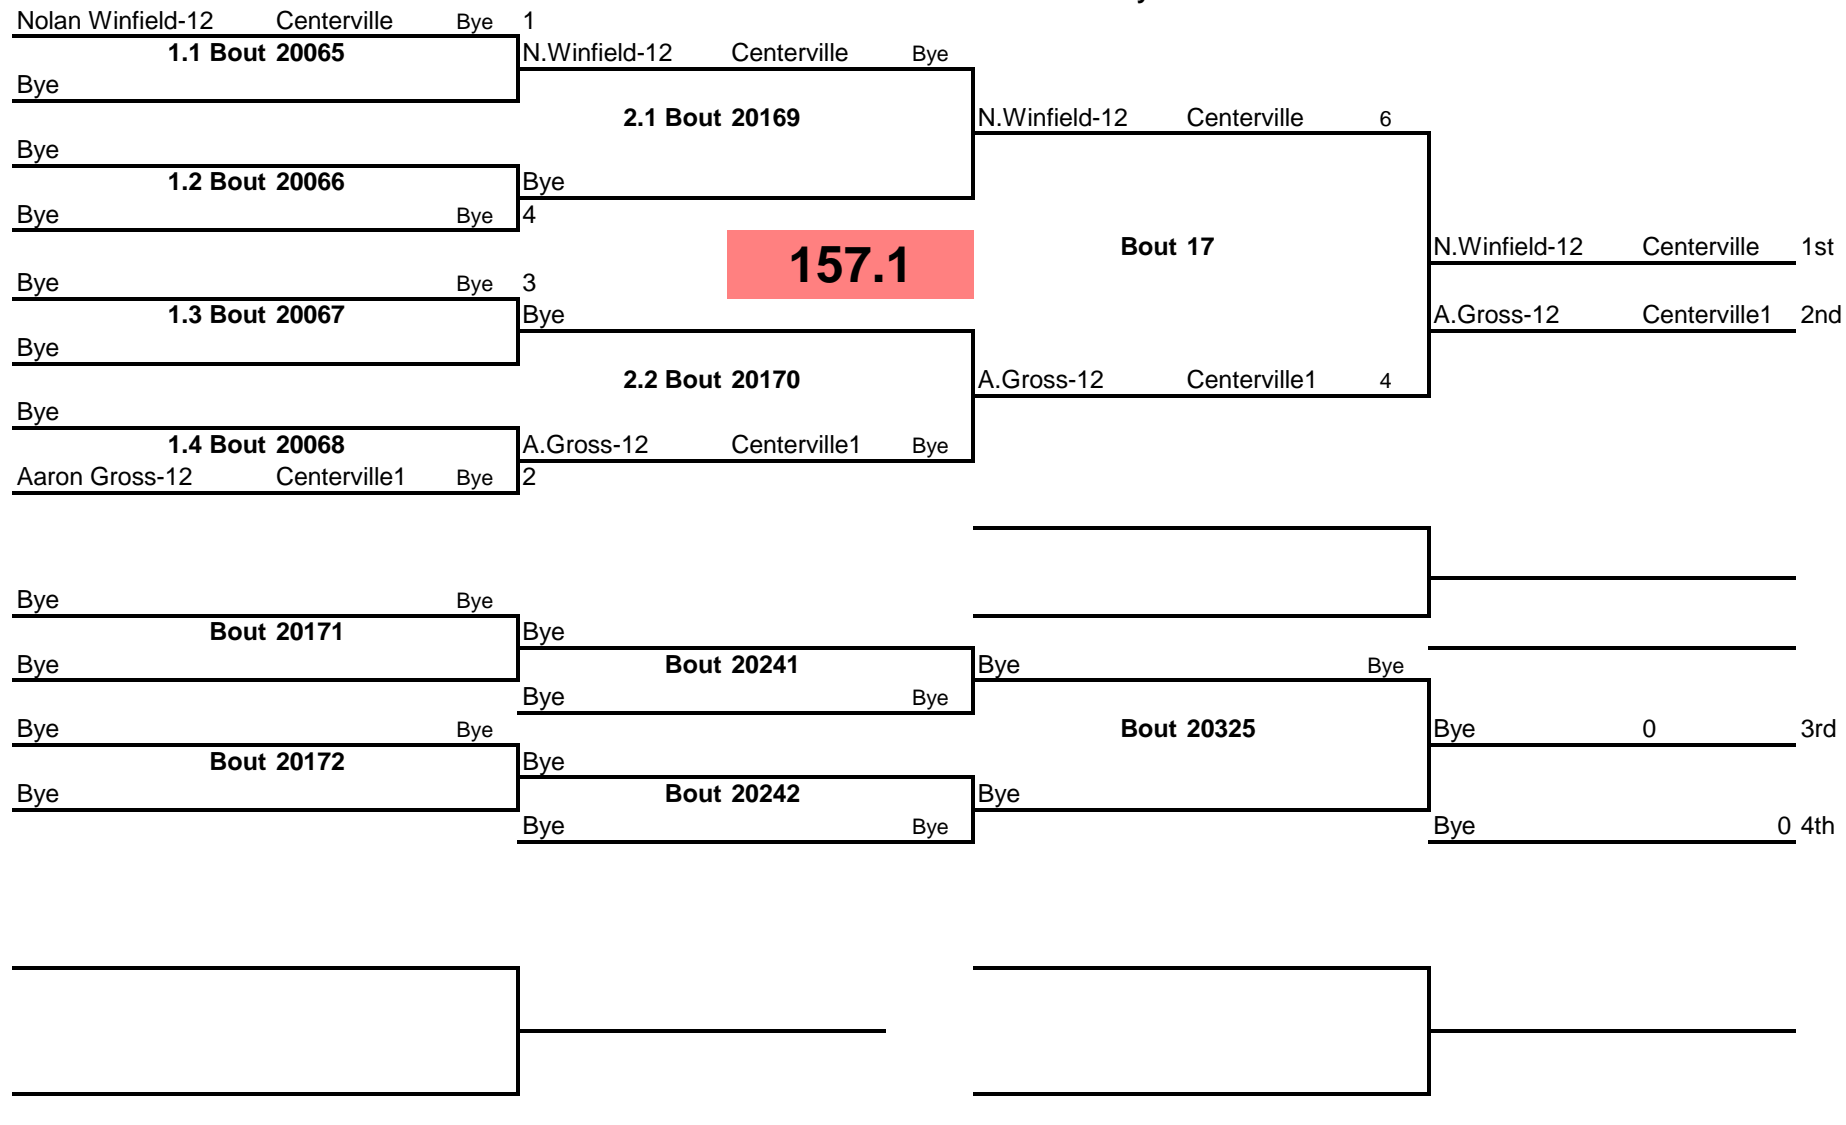 Nolan Winfield-12 Centerville Bye 1
1.1 Bout 20065 N.Winfield-12 Centerville Bye
Bye
2.1 Bout 20169 N.Winfield-12 Centerville 6
Bye
1.2 Bout 20066 Bye
Bye Bye 4
157.1 Bout 17 N.Winfield-12 Centerville 1st
Bye Bye 3
1.3 Bout 20067 Bye A.Gross-12 Centerville1 2nd
Bye
2.2 Bout 20170 A.Gross-12 Centerville1 4
Bye
1.4 Bout 20068 A.Gross-12 Centerville1 Bye
Aaron Gross-12 Centerville1 Bye 2
Bye Bye
Bout 20171 Bye
Bye Bout 20241 Bye Bye
Bye Bye
Bye Bye Bout 20325 Bye 0 3rd
Bout 20172 Bye
Bye Bout 20242 Bye
Bye Bye Bye 0 4th